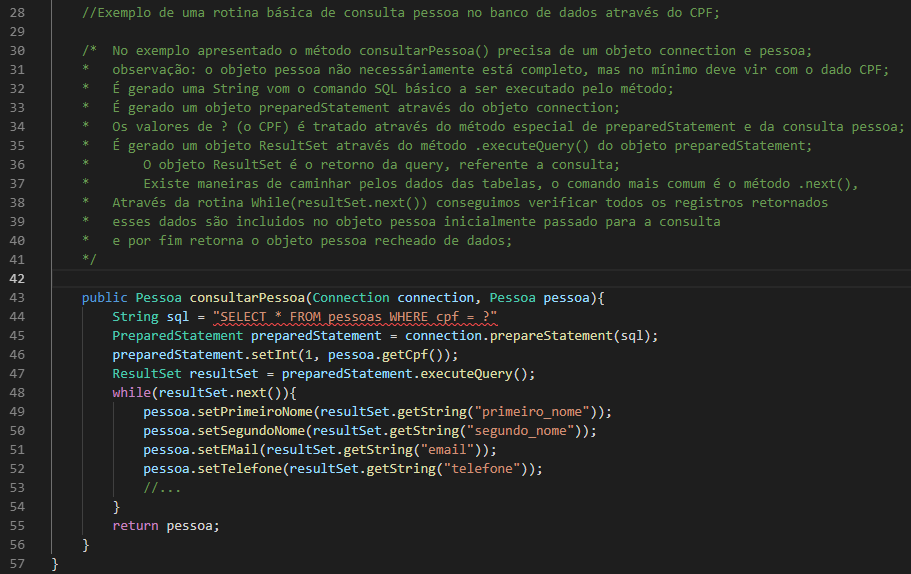 28 //Exemplo de uma rotina básica de consulta pessoa no banco de dados através do CPF;
29
30 /* No exemplo apresentado o método consultarPessoa() precisa de um objeto connection e pessoa;
31 * observação: o objeto pessoa não necessáriamente está completo, mas no mínimo deve vir com o dado CPF;
32 * É gerado uma String vom o comando SQL básico a ser executado pelo método;
33 * É gerado um objeto preparedStatement através do objeto connection;
34 * Os valores de ? (o CPF) é tratado através do método especial de preparedStatement e da consulta pessoa;
35 * É gerado um objeto ResultSet através do método .executeQuery() do objeto preparedStatement;
36 * O objeto ResultSet é o retorno da query, referente a consulta;
37 * Existe maneiras de caminhar pelos dados das tabelas, o comando mais comum é o método .next(),
38 * Através da rotina While(resultSet.next()) conseguimos verificar todos os registros retornados
39 * esses dados são incluidos no objeto pessoa inicialmente passado para a consulta
40 * e por fim retorna o objeto pessoa recheado de dados;
41 */
42
43 public Pessoa consultarPessoa(Connection connection, Pessoa pessoa){
44 String sql = "SELECT * FROM pessoas WHERE cpf = ?"
45 PreparedStatement preparedStatement = connection.prepareStatement(sql);
46 preparedStatement.setInt(1, pessoa.getCpf());
47 ResultSet resultSet = preparedStatement.executeQuery();
48 while(resultSet.next()){
49 pessoa.setPrimeiroNome(resultSet.getString("primeiro_nome"));
50 pessoa.setSegundoNome(resultSet.getString("segundo_nome"));
51 pessoa.setEMail(resultSet.getString("email"));
52 pessoa.setTelefone(resultSet.getString("telefone"));
53 //...
54 }
55 return pessoa;
56 }
57 }